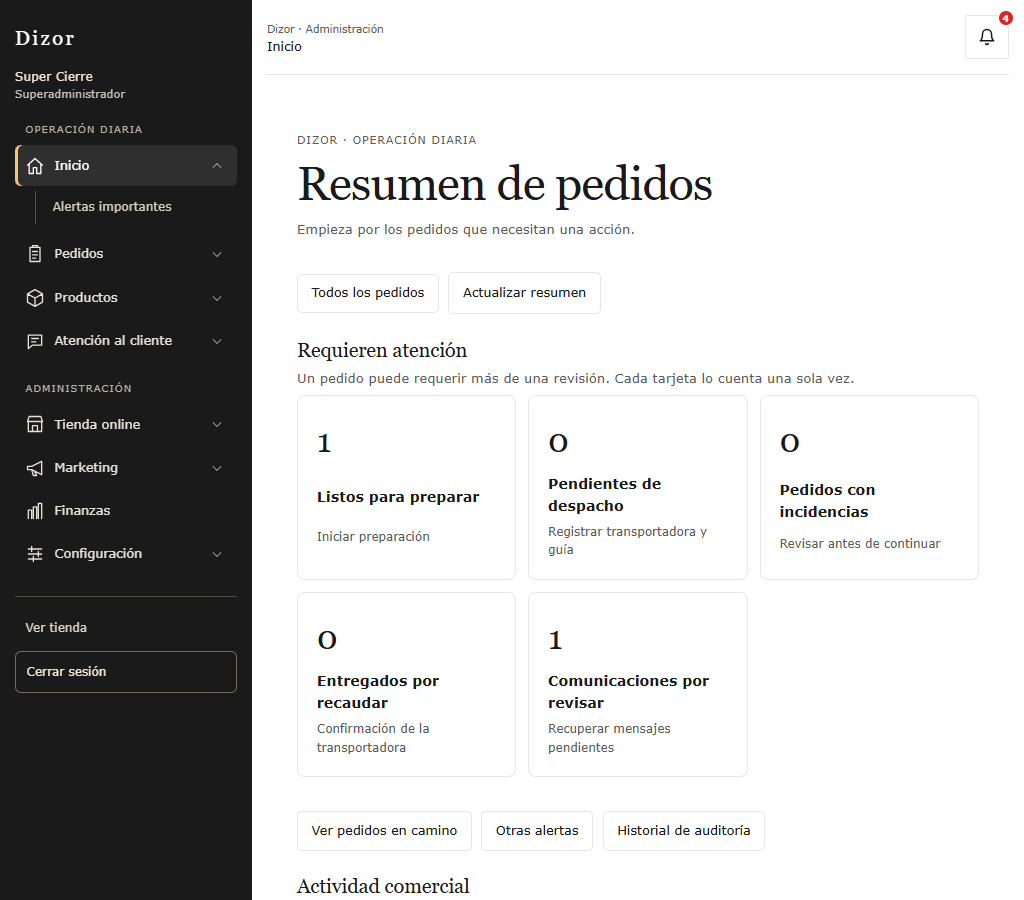 Dizor
Super Cierre
Superadministrador
OPERACIÓN DIARIA
Inicio
Alertas importantes
Pedidos
Productos
Atención al cliente
ADMINISTRACIÓN
Tienda online
Marketing
Finanzas
Configuración
Ver tienda
Cerrar sesión
Dizor · Administración
Inicio
4
DIZOR · OPERACIÓN DIARIA
Resumen de pedidos
Empieza por los pedidos que necesitan una acción.
Todos los pedidos
Actualizar resumen
Requieren atención
Un pedido puede requerir más de una revisión. Cada tarjeta lo cuenta una sola vez.
1
Listos para preparar
Iniciar preparación
0
Pendientes de
despacho
Registrar transportadora y
guía
0
Pedidos con
incidencias
Revisar antes de continuar
0
Entregados por
recaudar
Confirmación de la
transportadora
1
Comunicaciones por
revisar
Recuperar mensajes
pendientes
Ver pedidos en camino
Otras alertas
Historial de auditoría
Actividad comercial